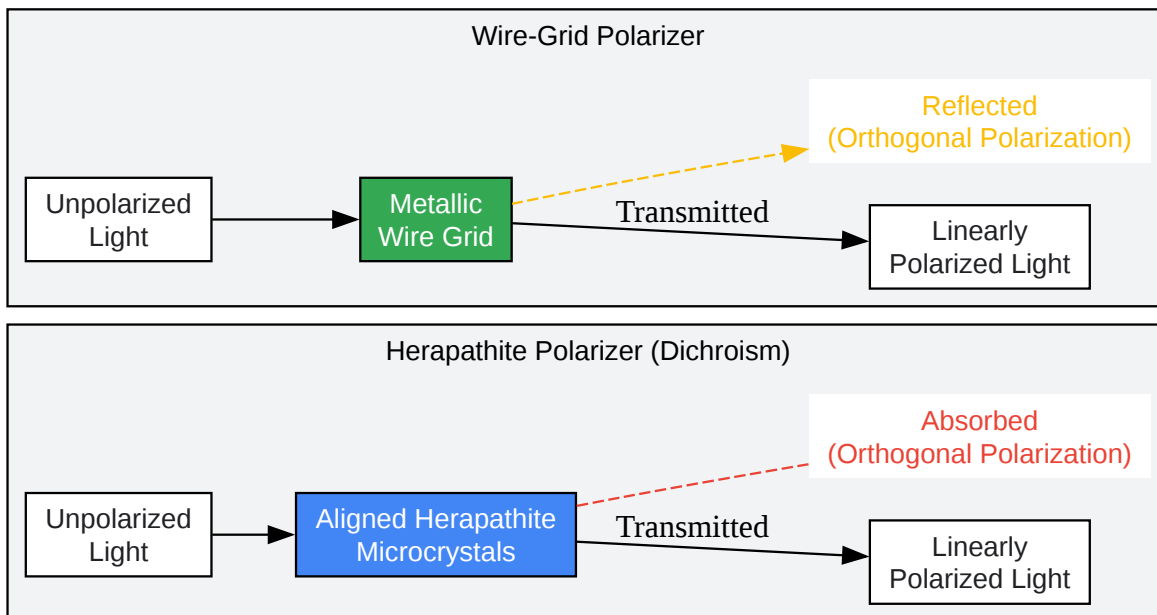 Wire-Grid Polarizer
Reflected
(Orthogonal Polarization)
Unpolarized
Light
Metallic
Wire Grid
Transmitted
Linearly
Polarized Light
Herapathite Polarizer (Dichroism)
Absorbed
(Orthogonal Polarization)
Unpolarized
Light
Aligned Herapathite
Microcrystals
Transmitted
Linearly
Polarized Light